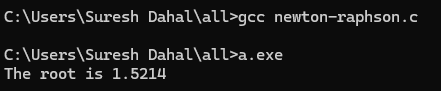 C:\Users\Suresh Dahal\all>gcc newton-raphson.c
C:\Users\Suresh Dahal\all>a.exe
The root is 1.5214